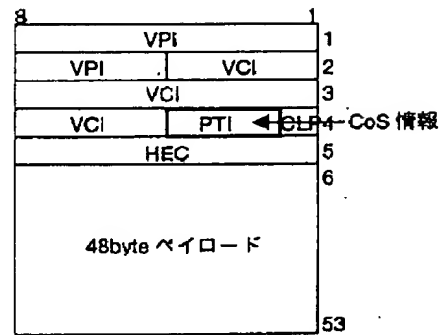 8 1
VPI 1
VPI VCI 2
VCI 3
VCI PTI CLP 4 CoS 情報
HEC 5
6
48byte ペイロード
53